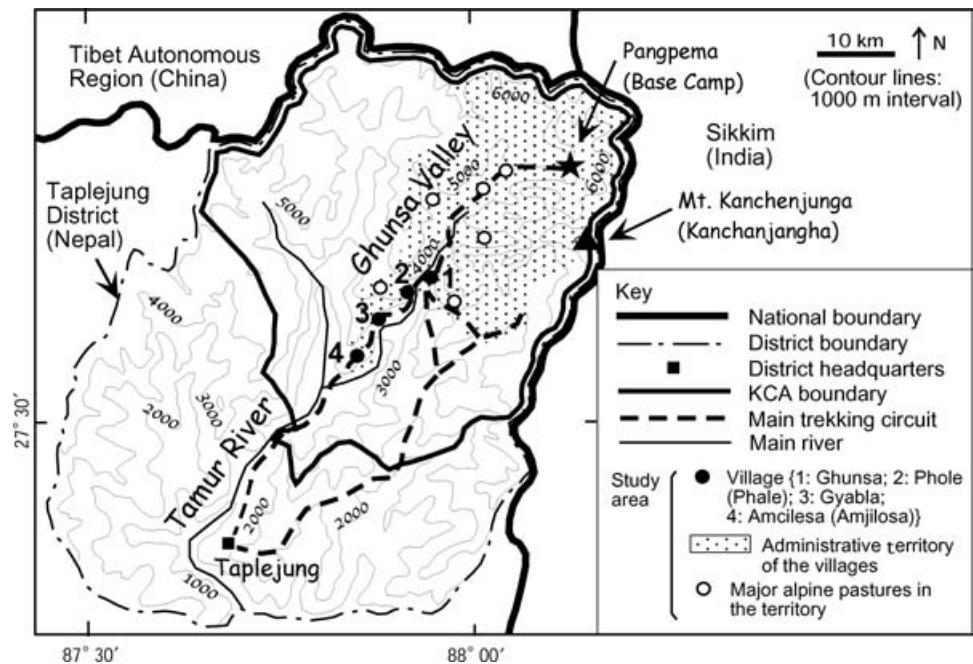 Tibet Autonomous
Region (China)
Pangpema
(Base Camp)
10 km
N
(Contour lines:
1000 m interval)
Sikkim
(India)
Mt. Kanchenjunga
(Kanchanjangha)
Taplejung
District
(Nepal)
Ghunsa Valley
Tamur River
Taplejung
6000
5000
6000
5000
4000
4000
3000
3000
2000
2000
2000
1000
1
2
3
4
27° 30'
87° 30'
88° 00'
Key
National boundary
District boundary
District headquarters
KCA boundary
Main trekking circuit
Main river
Study
area
Village {1: Ghunsa; 2: Phole
(Phale); 3: Gyabla;
4: Amcilesa (Amjilosa)}
Administrative territory
of the villages
Major alpine pastures in
the territory